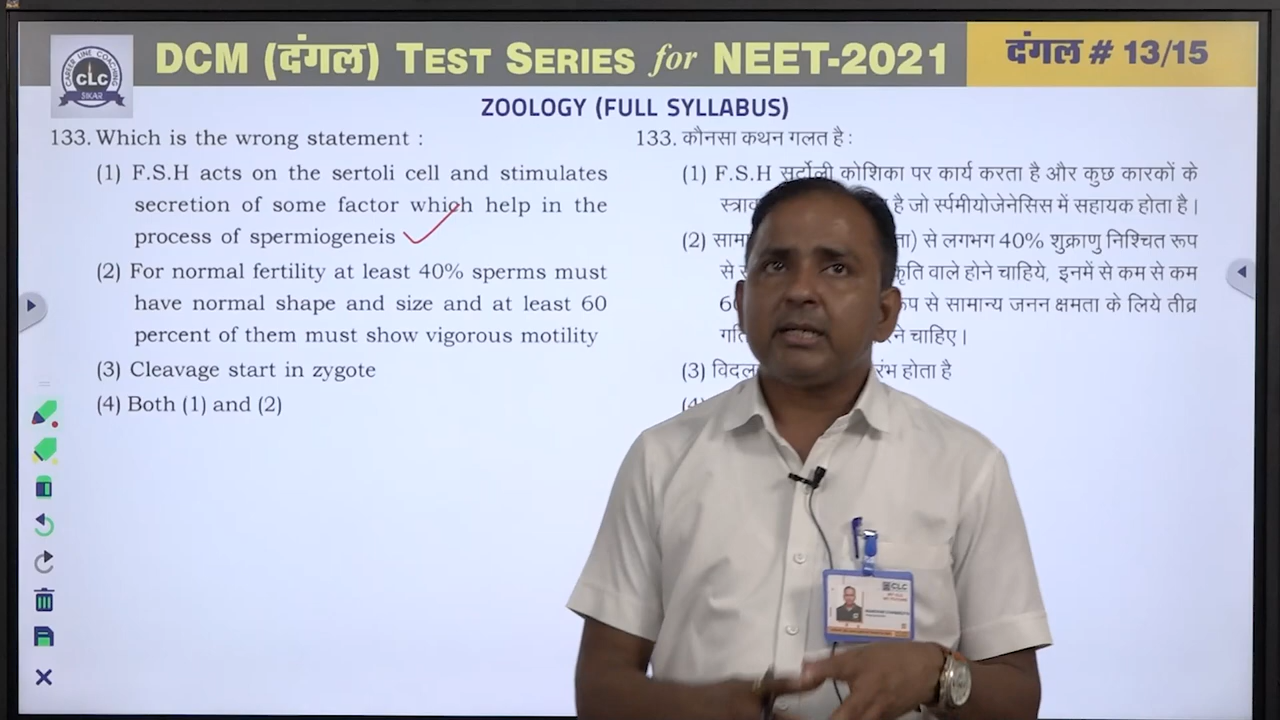 DCM (दंगल) TEST SERIES for NEET-2021
दंगल # 13/15
CAREER LINE COACHING
CLC
SIKAR
ZOOLOGY (FULL SYLLABUS)
133. Which is the wrong statement :
(1) F.S.H acts on the sertoli cell and stimulates
secretion of some factor which help in the
process of spermiogeneis
(2) For normal fertility at least 40% sperms must
have normal shape and size and at least 60
percent of them must show vigorous motility
(3) Cleavage start in zygote
(4) Both (1) and (2)
133. कौनसा कथन गलत है :
(1) F.S.H सर्टोली कोशिका पर कार्य करता है और कुछ कारकों के
है जो र्स्पमीयोजेनेसिस में सहायक होता है।
(2) से लगभग 40% शुक्राणु निश्चित रूप
से वाले होने चाहिये, इनमें से कम से कम
से सामान्य जनन क्षमता के लिये तीव्र
चाहिए।
(3) होता है
CLC